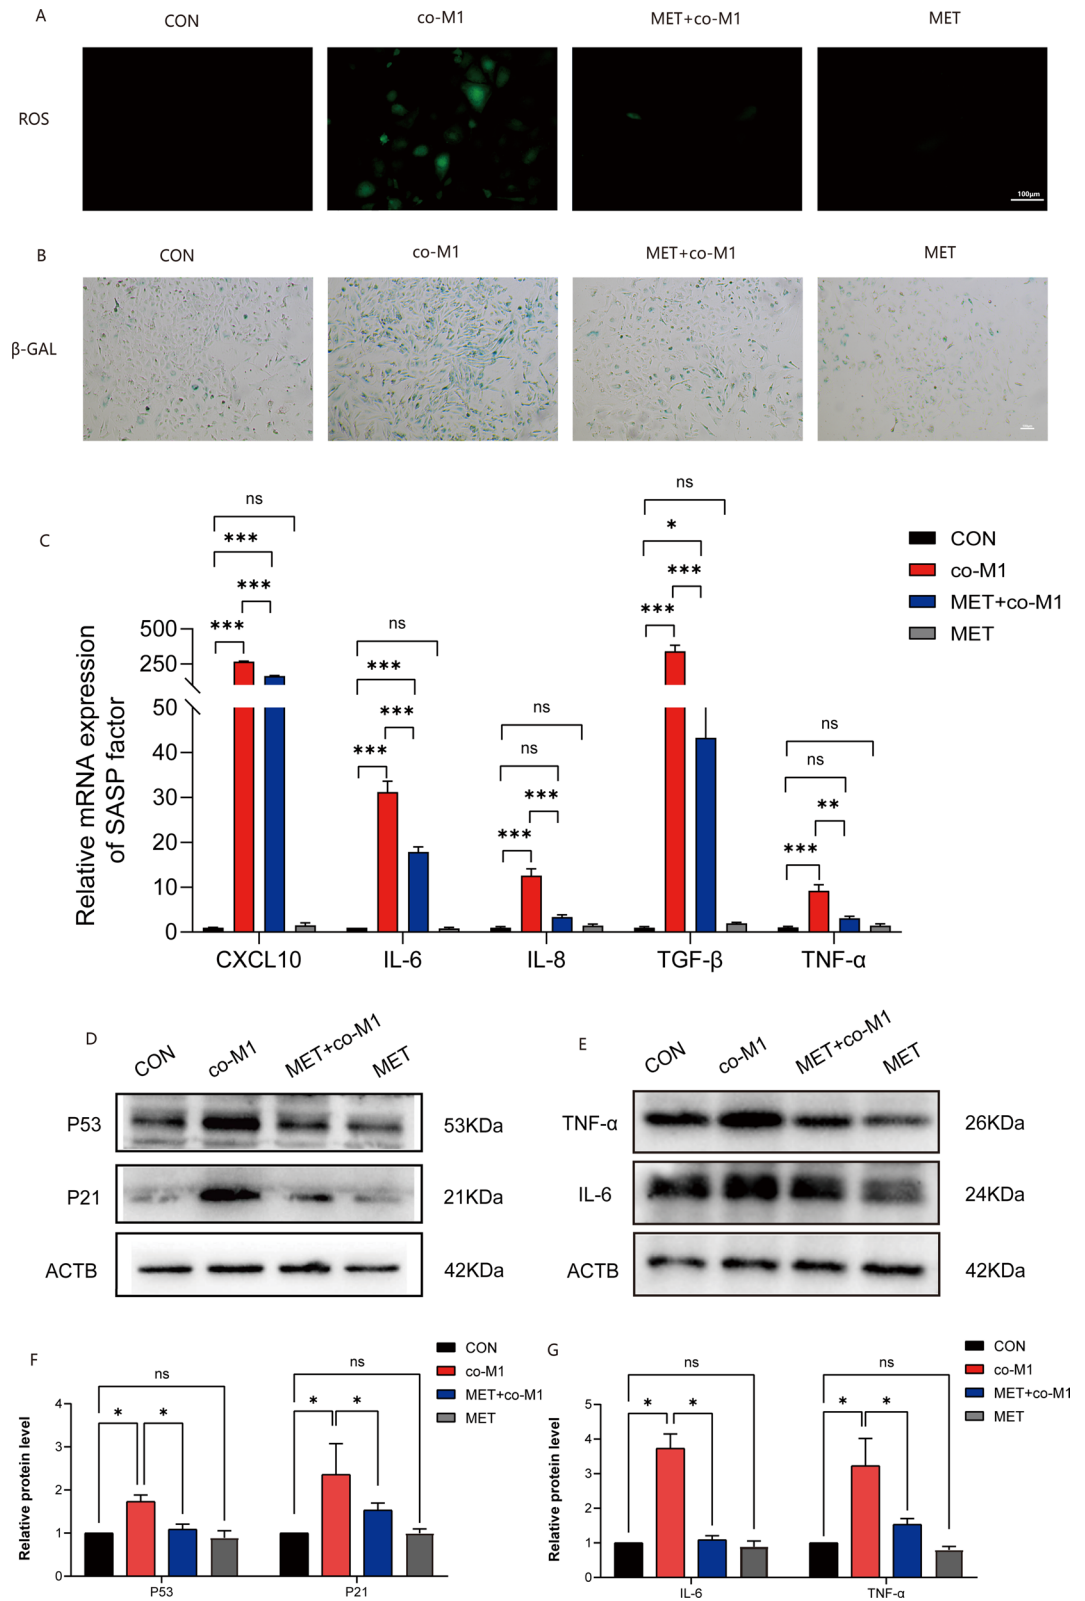 A
CON
co-M1
MET+co-M1
MET
ROS
100μm
B
CON
co-M1
MET+co-M1
MET
β-GAL
C
ns
***
***
***
ns
***
***
***
ns
ns
***
***
ns
*
***
***
ns
ns
**
***
CON
co-M1
MET+co-M1
MET
Relative mRNA expression
of SASP factor
500
250
50
40
30
20
10
0
CXCL10
IL-6
IL-8
TGF-β
TNF-α
D
CON
co-M1
MET+co-M1
MET
P53
53KDa
P21
21KDa
ACTB
42KDa
E
CON
co-M1
MET+co-M1
MET
TNF-α
26KDa
IL-6
24KDa
ACTB
42KDa
F
CON
co-M1
MET+co-M1
MET
ns
*
*
ns
*
*
Relative protein level
4
3
2
1
0
P53
P21
G
CON
co-M1
MET+co-M1
MET
ns
*
*
ns
*
*
Relative protein level
5
4
3
2
1
0
IL-6
TNF-α